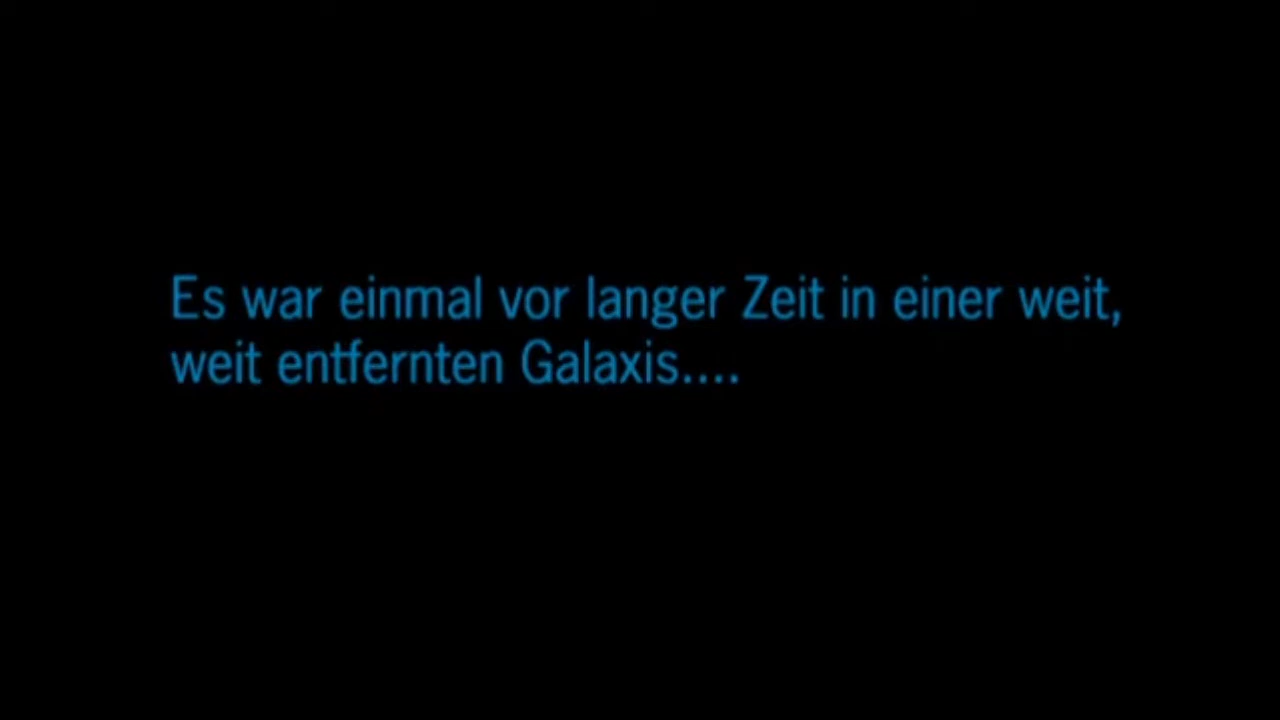 Es war einmal vor langer Zeit in einer weit,
weit entfernten Galaxis....